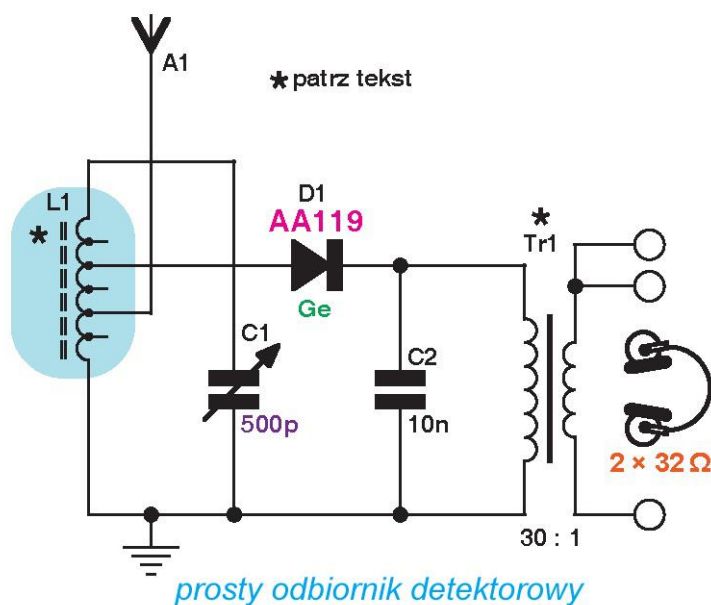 A1
* patrz tekst
L1
*
D1
AA119
Ge
*
Tr1
C1
500p
C2
10n
2 × 32 Ω
30 : 1
prosty odbiornik detektorowy